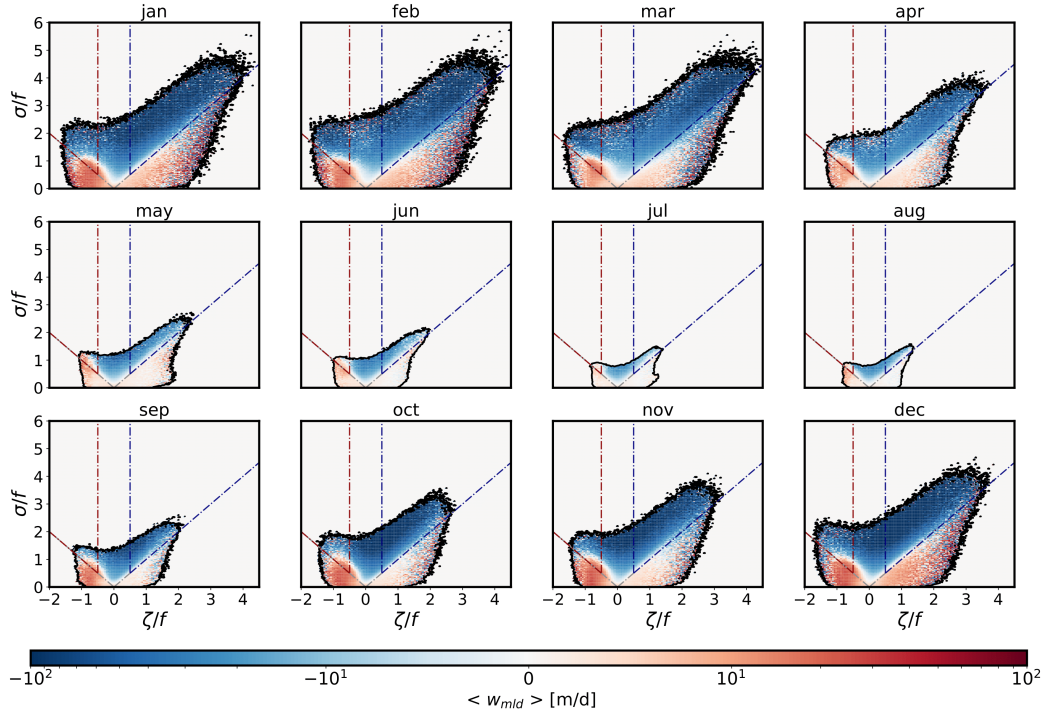 jan feb mar apr
σ/f
6
5
4
3
2
1
0
may jun jul aug
σ/f
6
5
4
3
2
1
0
sep oct nov dec
σ/f
6
5
4
3
2
1
0
−2 −1 0 1 2 3 4 −2 −1 0 1 2 3 4 −2 −1 0 1 2 3 4 −2 −1 0 1 2 3 4
ζ/f ζ/f ζ/f ζ/f
−10² −10¹ 0 10¹ 10²
< w_mld > [m/d]